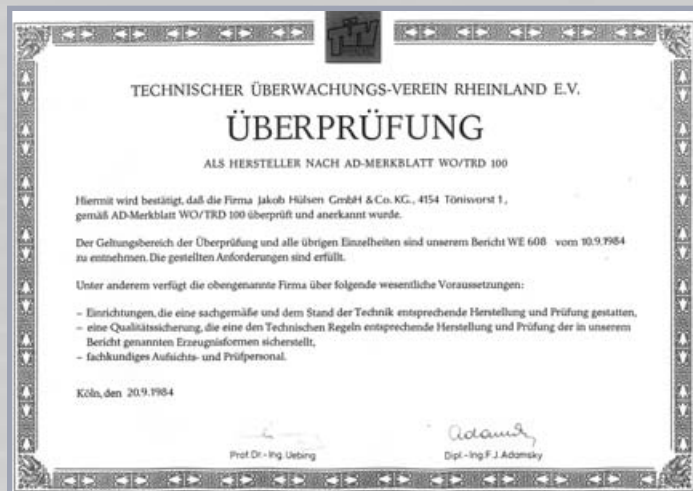 TÜV
TECHNISCHER ÜBERWACHUNGS-VEREIN RHEINLAND E.V.
ÜBERPRÜFUNG
ALS HERSTELLER NACH AD-MERKBLATT WO/TRD 100
Hiermit wird bestätigt, daß die Firma Jakob Hülsen GmbH & Co. KG., 4154 Tönisvorst 1,
gemäß AD-Merkblatt WO/TRD 100 überprüft und anerkannt wurde.
Der Geltungsbereich der Überprüfung und alle übrigen Einzelheiten sind unserem Bericht WE 608 vom 10.9.1984
zu entnehmen. Die gestellten Anforderungen sind erfüllt.
Unter anderem verfügt die obengenannte Firma über folgende wesentliche Voraussetzungen:
– Einrichtungen, die eine sachgemäße und dem Stand der Technik entsprechende Herstellung und Prüfung gestatten,
– eine Qualitätssicherung, die eine den Technischen Regeln entsprechende Herstellung und Prüfung der in unserem
Bericht genannten Erzeugnisformen sicherstellt,
– fachkundiges Aufsichts- und Prüfpersonal.
Köln, den 20.9.1984
Adamsky
Prof. Dr.-Ing. Uebing
Dipl.-Ing. F. J. Adamsky